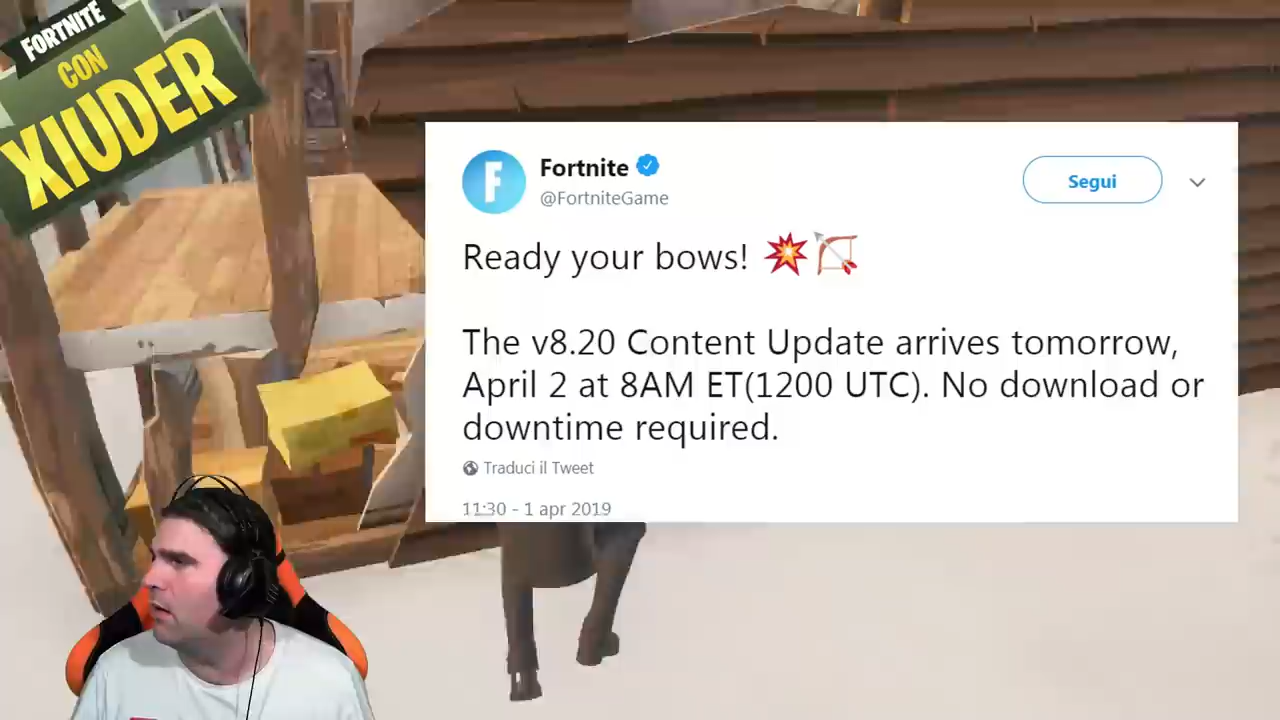 FORTNITE
CON
XIUDER
Fortnite
@FortniteGame
Segui
Ready your bows! 💥🏹
The v8.20 Content Update arrives tomorrow,
April 2 at 8AM ET(1200 UTC). No download or
downtime required.
Traduci il Tweet
11:30 - 1 apr 2019